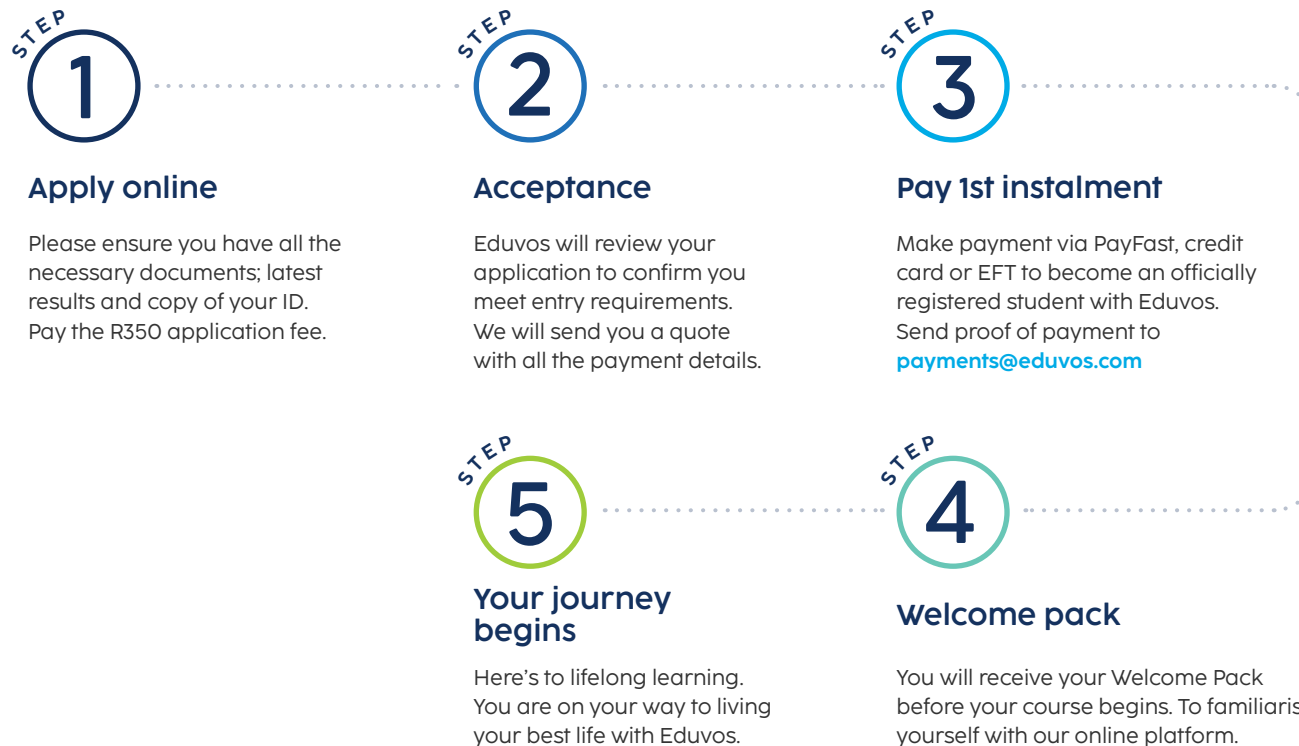 STEP
1
Apply online
Please ensure you have all the
necessary documents; latest
results and copy of your ID.
Pay the R350 application fee.
STEP
2
Acceptance
Eduvos will review your
application to confirm you
meet entry requirements.
We will send you a quote
with all the payment details.
STEP
3
Pay 1st instalment
Make payment via PayFast, credit
card or EFT to become an officially
registered student with Eduvos.
Send proof of payment to
payments@eduvos.com
STEP
4
Welcome pack
You will receive your Welcome Pack
before your course begins. To familiaris
yourself with our online platform.
STEP
5
Your journey
begins
Here's to lifelong learning.
You are on your way to living
your best life with Eduvos.